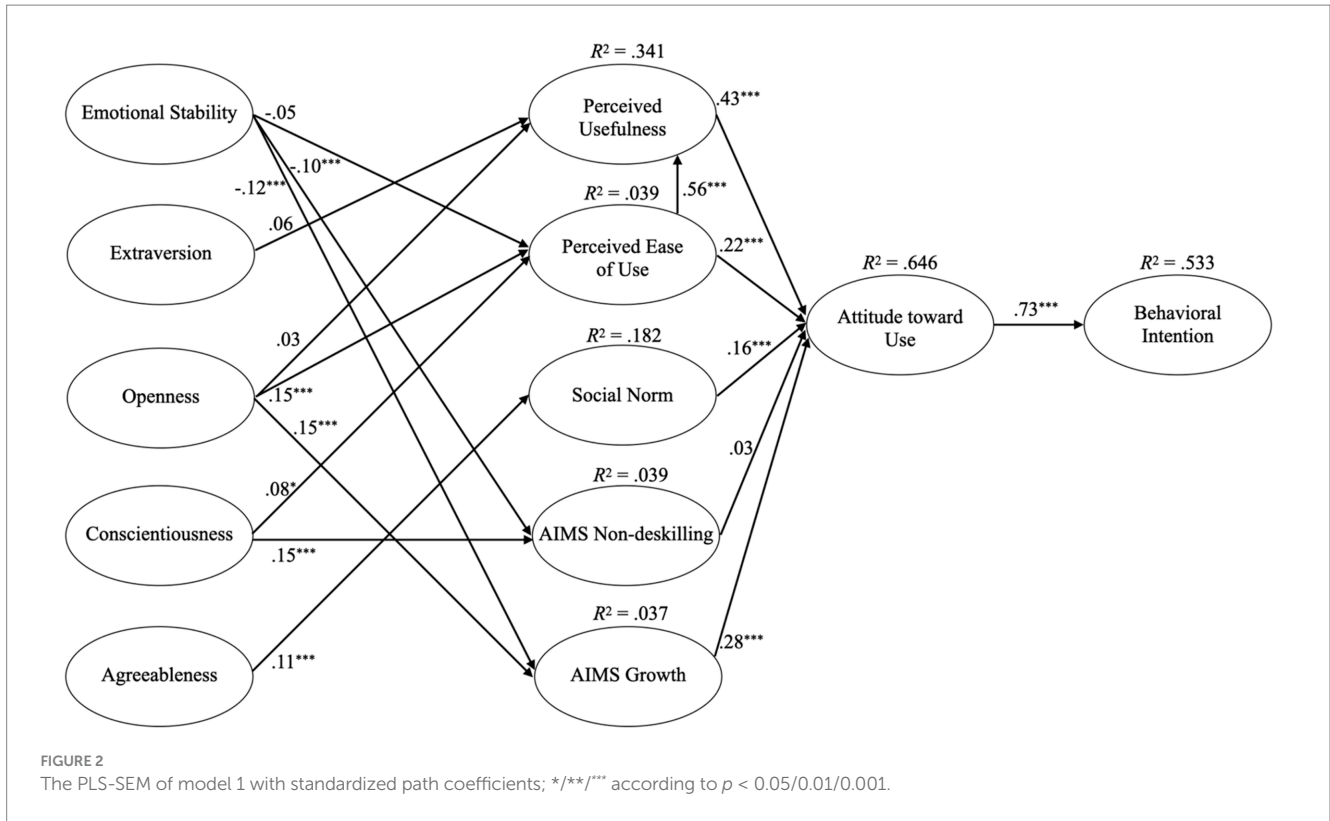 R² = .341
Emotional Stability
-.05
Perceived
Usefulness
.43***
-.10***
-.12***
R² = .039
.56***
Extraversion
.06
Perceived Ease
of Use
.22***
R² = .646
R² = .533
Attitude toward
Use
.73***
Behavioral
Intention
.03
R² = .182
.16***
Openness
.15***
Social Norm
.15***
.03
R² = .039
.08*
Conscientiousness
AIMS Non-deskilling
.15***
R² = .037
.28***
Agreeableness
.11***
AIMS Growth
FIGURE 2
The PLS-SEM of model 1 with standardized path coefficients; */**/*** according to p < 0.05/0.01/0.001.